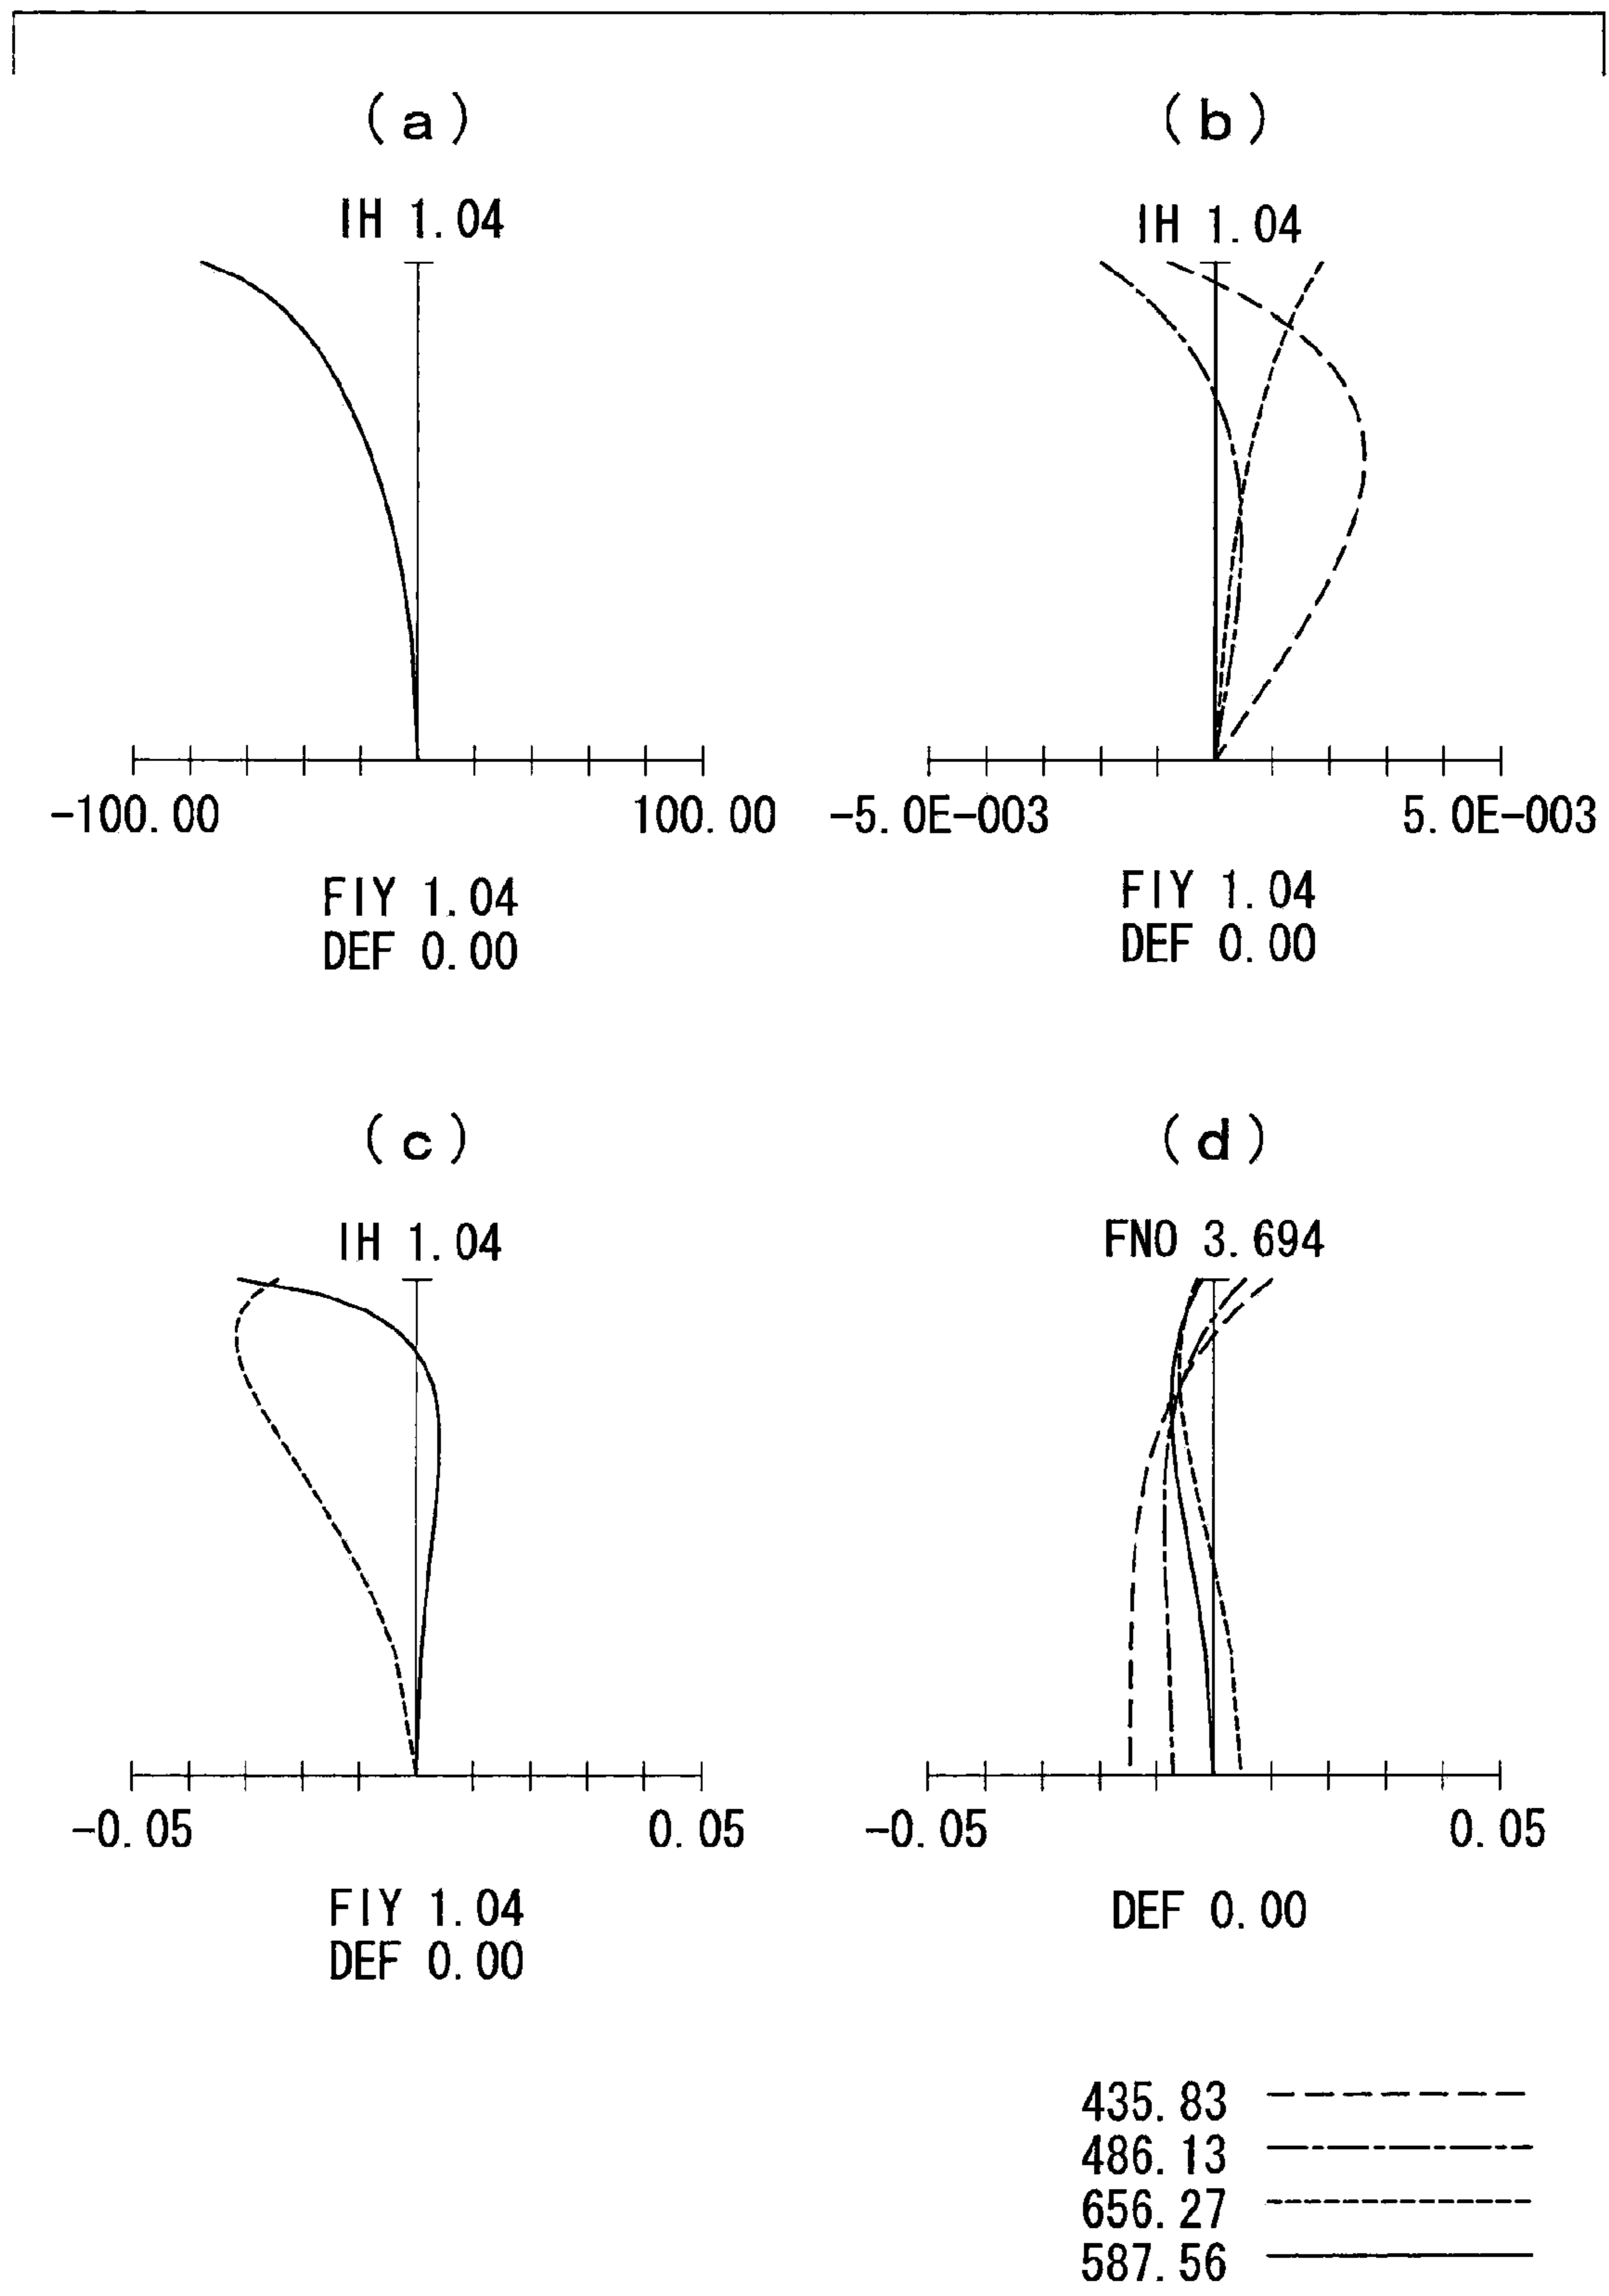 (a)
IH 1.04
-100.00 100.00
FIY 1.04
DEF 0.00
(b)
IH 1.04
-5.0E-003 5.0E-003
FIY 1.04
DEF 0.00
(c)
IH 1.04
-0.05 0.05
FIY 1.04
DEF 0.00
(d)
FNO 3.694
-0.05 0.05
DEF 0.00
435.83
486.13
656.27
587.56